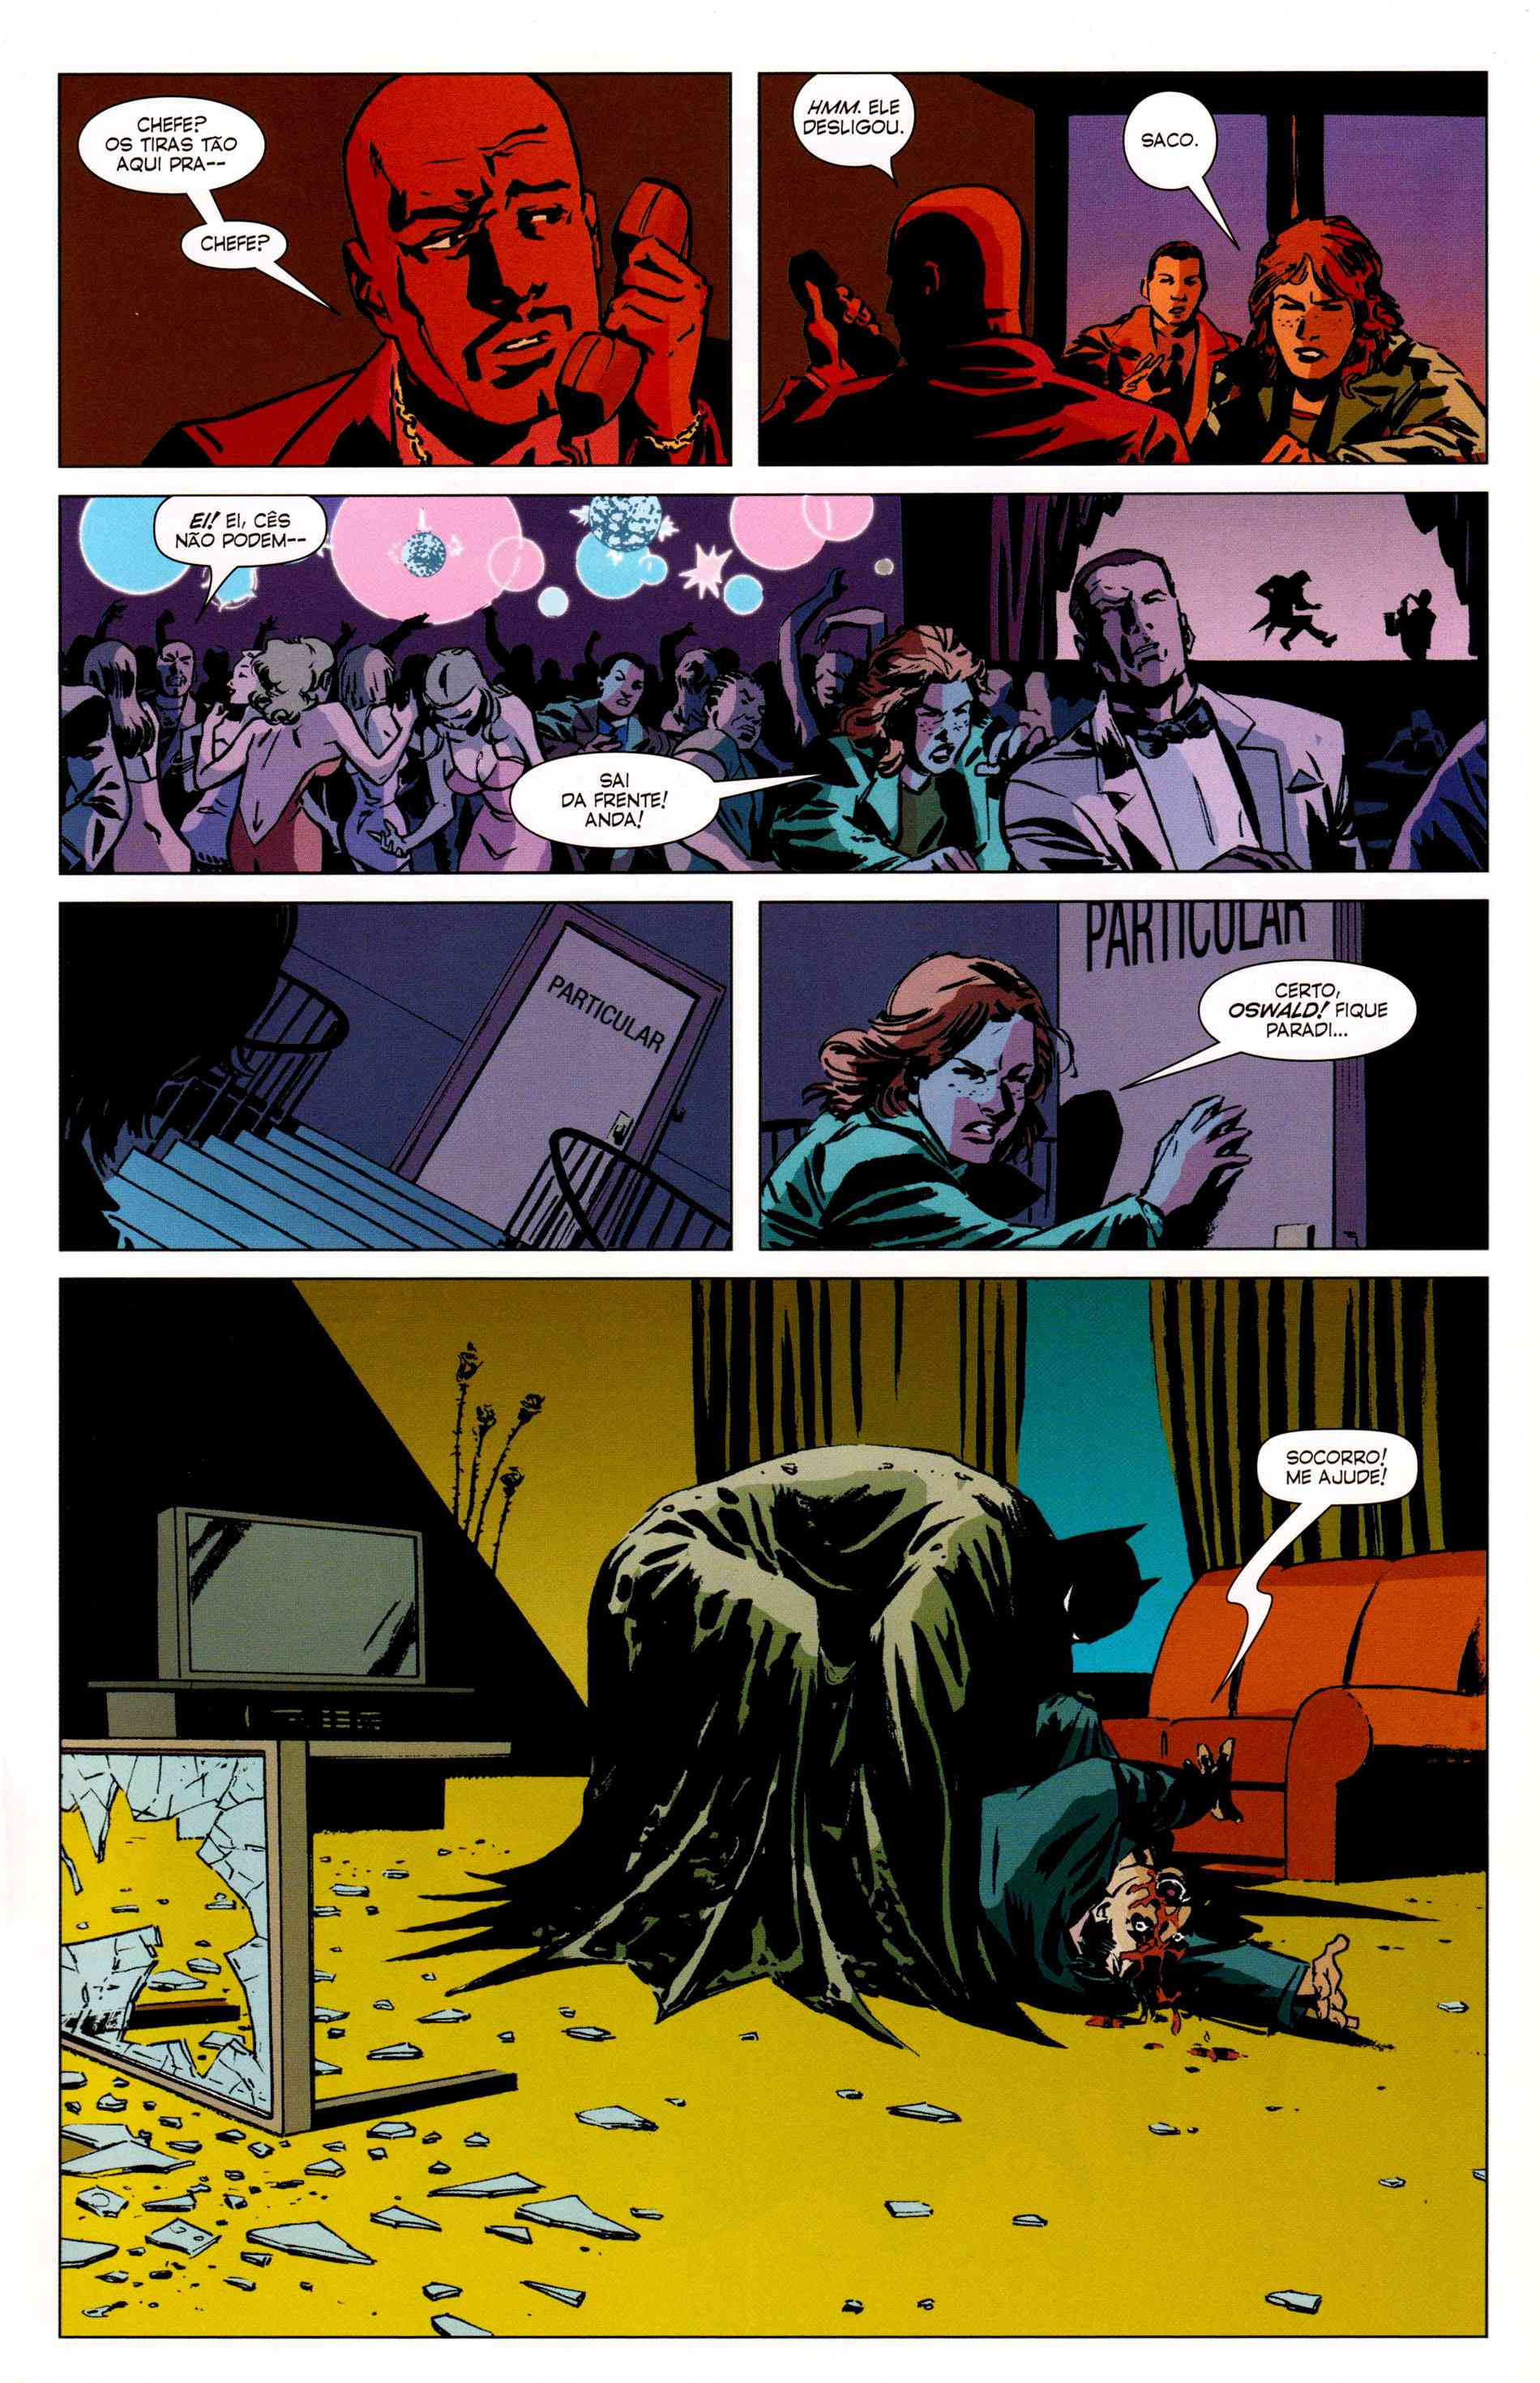 CHEFE?
OS TIRAS TÃO
AQUI PRA--
CHEFE?
HMM. ELE
DESLIGOU.
SACO.
EI! EI, CÊS
NÃO PODEM--
SAI
DA FRENTE!
ANDA!
PARTICULAR
PARTICULAR
CERTO,
OSWALD! FIQUE
PARADI...
SOCORRO!
ME AJUDE!